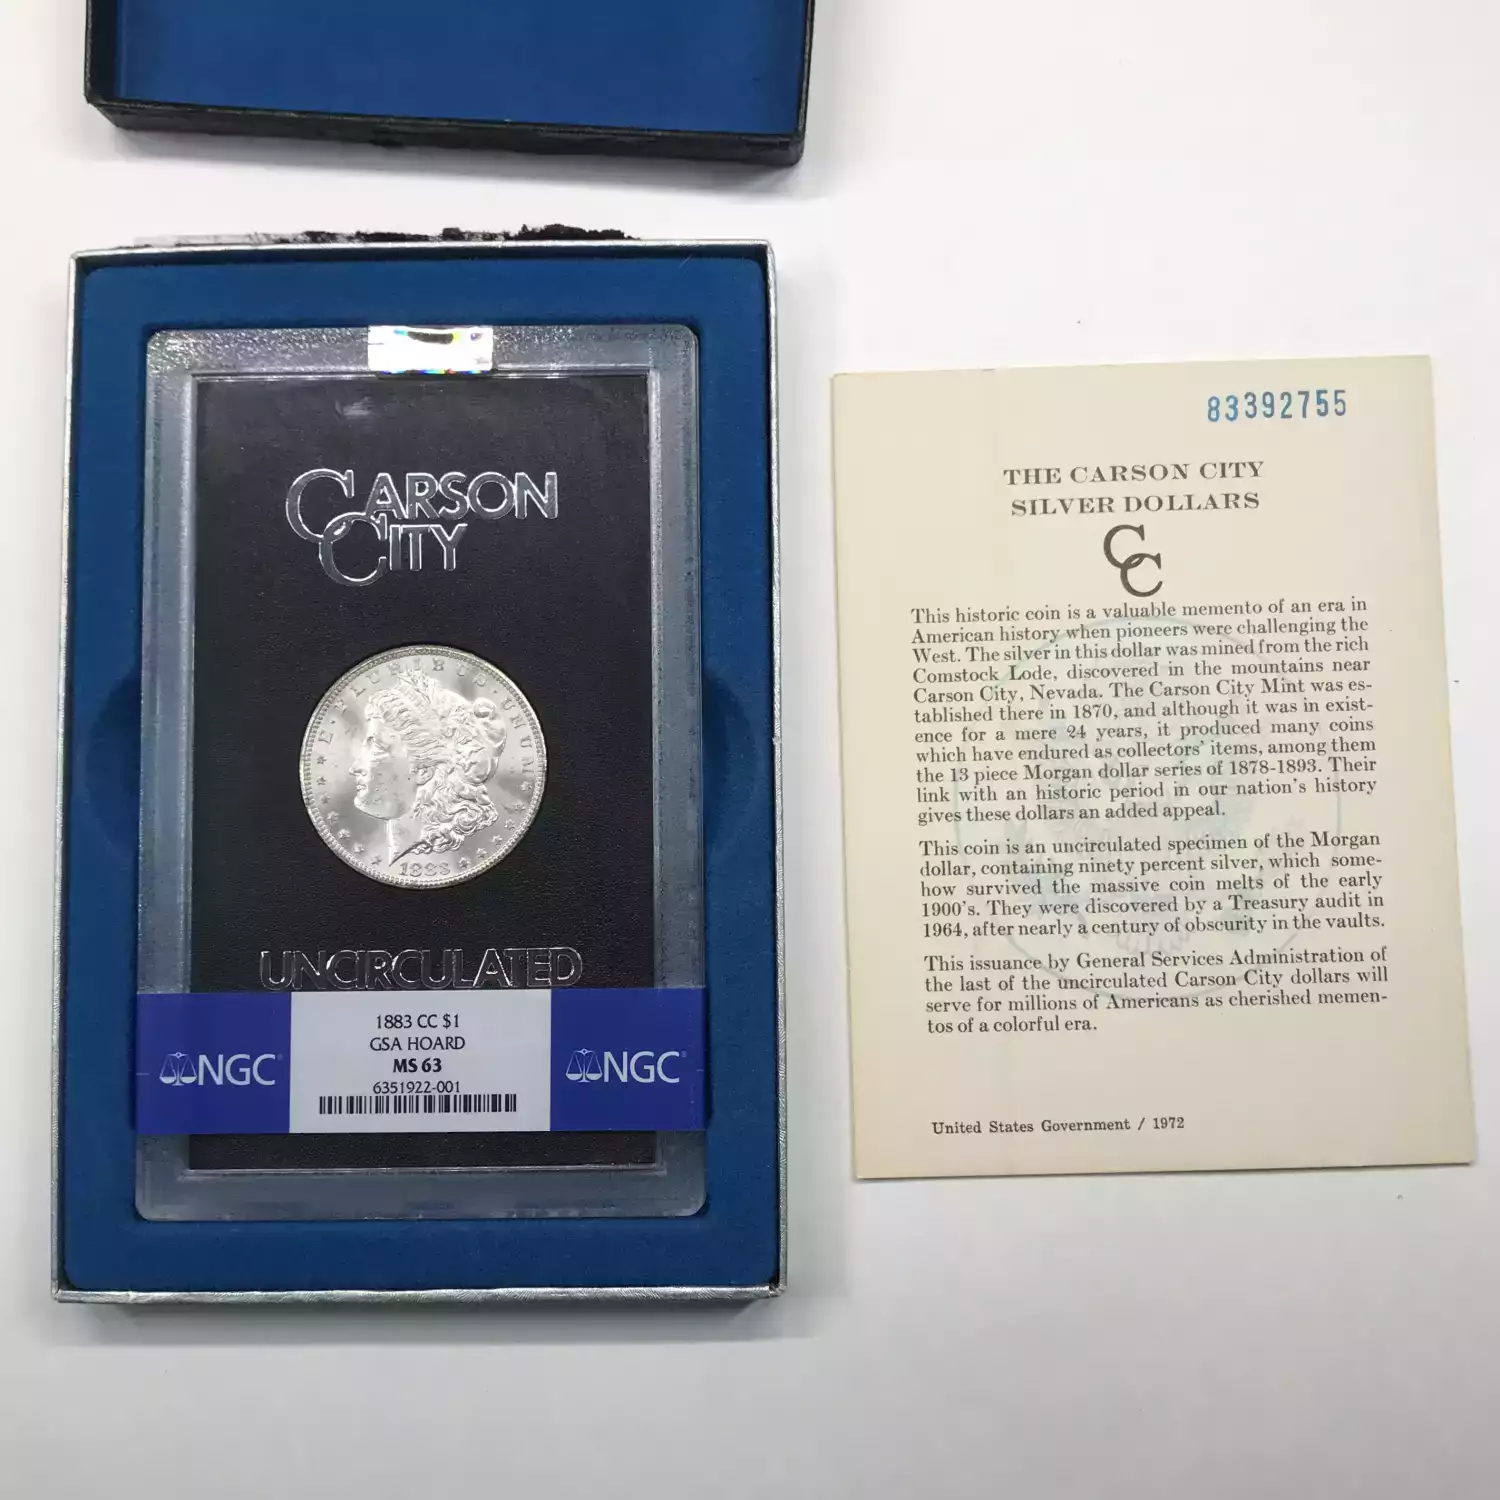 CARSON
CITY
E·PLURIBUS·UNUM
1883
UNCIRCULATED
NGC
1883 CC $1
GSA HOARD
MS 63
6351922-001
NGC
83392755
THE CARSON CITY
SILVER DOLLARS
CC
This historic coin is a valuable memento of an era in
American history when pioneers were challenging the
West. The silver in this dollar was mined from the rich
Comstock Lode, discovered in the mountains near
Carson City, Nevada. The Carson City Mint was es-
tablished there in 1870, and although it was in exist-
ence for a mere 24 years, it produced many coins
which have endured as collectors' items, among them
the 13 piece Morgan dollar series of 1878-1893. Their
link with an historic period in our nation's history
gives these dollars an added appeal.
This coin is an uncirculated specimen of the Morgan
dollar, containing ninety percent silver, which some-
how survived the massive coin melts of the early
1900's. They were discovered by a Treasury audit in
1964, after nearly a century of obscurity in the vaults.
This issuance by General Services Administration of
the last of the uncirculated Carson City dollars will
serve for millions of Americans as cherished memen-
tos of a colorful era.
United States Government / 1972